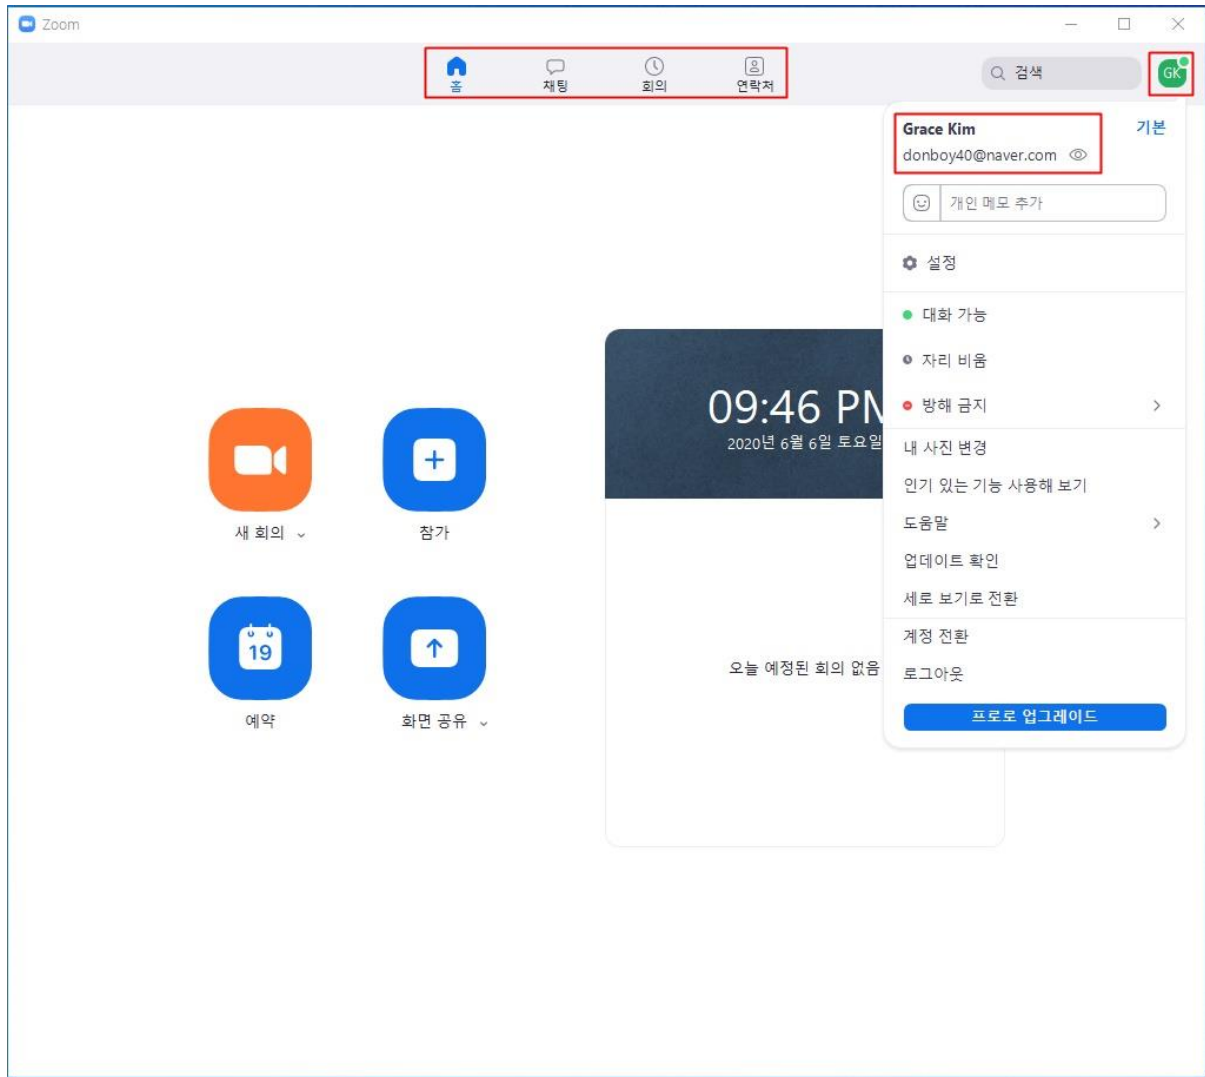 Zoom
홈
채팅
회의
연락처
검색
GK
Grace Kim
기본
donboy40@naver.com
개인 메모 추가
설정
대화 가능
자리 비움
방해 금지
내 사진 변경
인기 있는 기능 사용해 보기
도움말
업데이트 확인
세로 보기로 전환
계정 전환
로그아웃
프로로 업그레이드
09:46 PM
2020년 6월 6일 토요일
오늘 예정된 회의 없음
새 회의
참가
19
예약
화면 공유